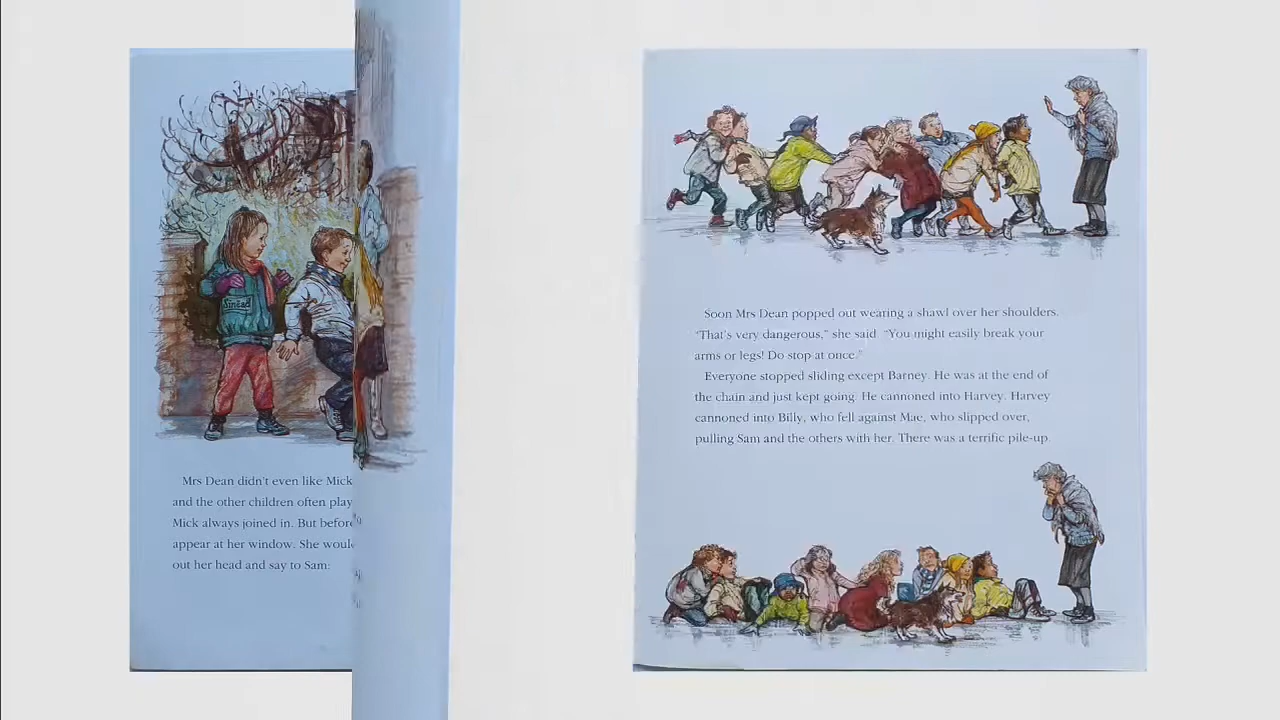 Mrs Dean didn't even like Mick
and the other children often play
Mick always joined in. But before
appear at her window. She would
out her head and say to Sam:
Soon Mrs Dean popped out wearing a shawl over her shoulders.
"That's very dangerous," she said. "You might easily break your
arms or legs! Do stop at once."
Everyone stopped sliding except Barney. He was at the end of
the chain and just kept going. He cannoned into Harvey. Harvey
cannoned into Billy, who fell against Mae, who slipped over,
pulling Sam and the others with her. There was a terrific pile-up.